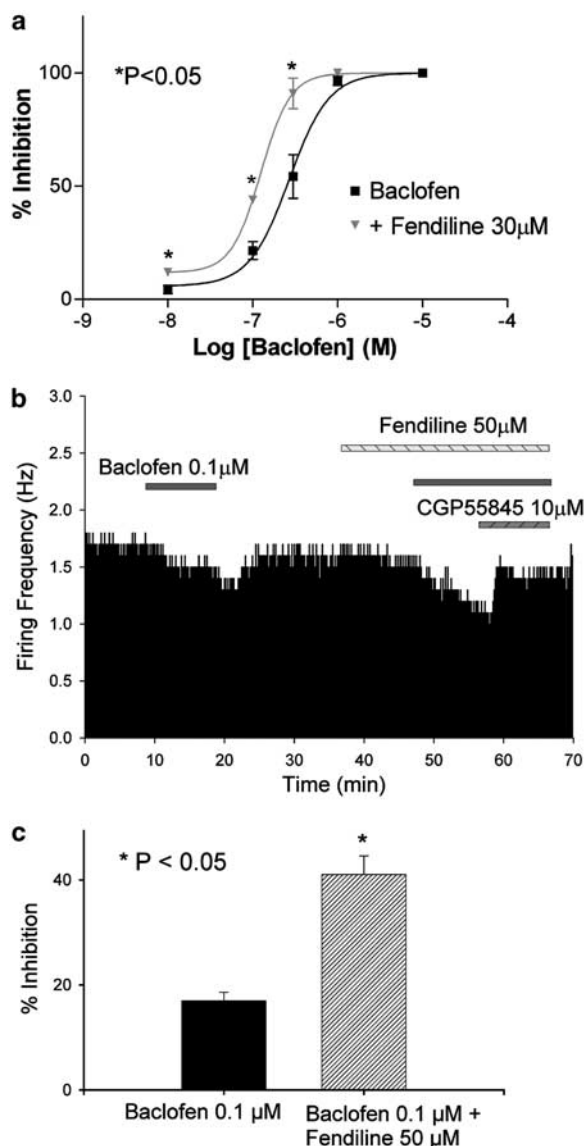 a
*P<0.05
*
*
*
100
50
0
% Inhibition
Baclofen
+ Fendiline 30µM
-9 -8 -7 -6 -5 -4
Log [Baclofen] (M)
b
3.0
2.5
2.0
1.5
1.0
0.5
0.0
Firing Frequency (Hz)
Fendiline 50µM
Baclofen 0.1µM
CGP55845 10µM
0 10 20 30 40 50 60 70
Time (min)
c
* P < 0.05
*
40
20
0
% Inhibition
Baclofen 0.1 µM
Baclofen 0.1 µM +
Fendiline 50 µM